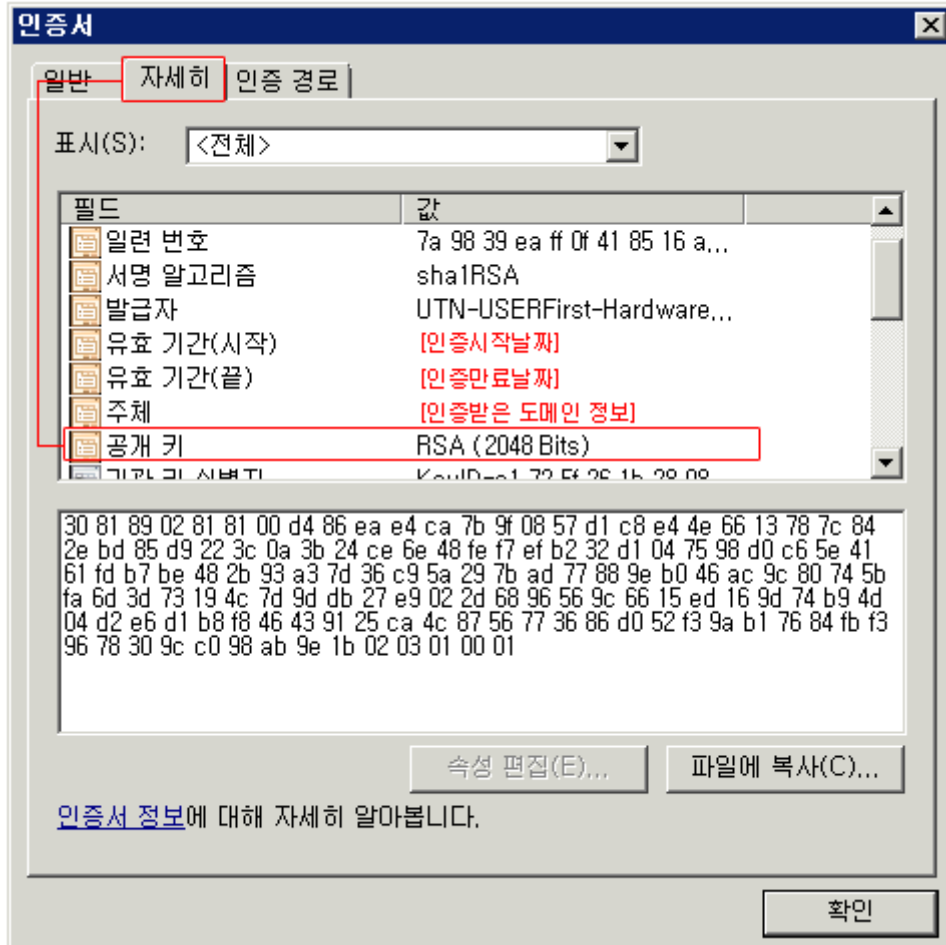 인증서
일반 자세히 인증 경로
표시(S): <전체>
필드 값
일련 번호 7a 98 39 ea ff 0f 41 85 16 a...
서명 알고리즘 sha1RSA
발급자 UTN-USERFirst-Hardware...
유효 기간(시작) [인증시작날짜]
유효 기간(끝) [인증만료날짜]
주체 [인증받은 도메인 정보]
공개 키 RSA (2048 Bits)
30 81 89 02 81 81 00 d4 86 ea e4 ca 7b 9f 08 57 d1 c8 e4 4e 66 13 78 7c 84
2e bd 85 d9 22 3c 0a 3b 24 ce 6e 48 fe f7 ef b2 32 d1 04 75 98 d0 c6 5e 41
61 fd b7 be 48 2b 93 a3 7d 36 c9 5a 29 7b ad 77 88 9e b0 46 ac 9c 80 74 5b
fa 6d 3d 73 19 4c 7d 9d db 27 e9 02 2d 68 96 56 9c 66 15 ed 16 9d 74 b9 4d
04 d2 e6 d1 b8 f8 46 43 91 25 ca 4c 87 56 77 36 86 d0 52 f3 9a b1 76 84 fb f3
96 78 30 9c c0 98 ab 9e 1b 02 03 01 00 01
속성 편집(E)... 파일에 복사(C)...
인증서 정보에 대해 자세히 알아봅니다.
확인